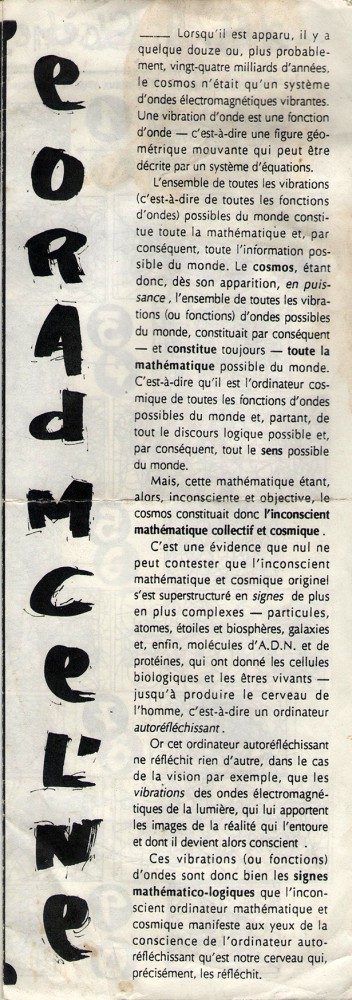 e
O
R
A
d
M
C
e
L'
N
e
Lorsqu'il est apparu, il y a
quelque douze ou, plus probable-
ment, vingt-quatre milliards d'années,
le cosmos n'était qu'un système
d'ondes électromagnétiques vibrantes.
Une vibration d'onde est une fonction
d'onde — c'est-à-dire une figure géo-
métrique mouvante qui peut être
décrite par un système d'équations.
L'ensemble de toutes les vibrations
(c'est-à-dire de toutes les fonctions
d'ondes) possibles du monde consti-
tue toute la mathématique et, par
conséquent, toute l'information pos-
sible du monde. Le cosmos, étant
donc, dès son apparition, en puis-
sance , l'ensemble de toutes les vibra-
tions (ou fonctions) d'ondes possibles
du monde, constituait par conséquent
— et constitue toujours — toute la
mathématique possible du monde.
C'est-à-dire qu'il est l'ordinateur cos-
mique de toutes les fonctions d'ondes
possibles du monde et, partant, de
tout le discours logique possible et,
par conséquent, tout le sens possible
du monde.
Mais, cette mathématique étant,
alors, inconsciente et objective, le
cosmos constituait donc l'inconscient
mathématique collectif et cosmique .
C'est une évidence que nul ne
peut contester que l'inconscient
mathématique et cosmique originel
s'est superstructuré en signes de plus
en plus complexes — particules,
atomes, étoiles et biosphères, galaxies
et, enfin, molécules d'A.D.N. et de
protéines, qui ont donné les cellules
biologiques et les êtres vivants —
jusqu'à produire le cerveau de
l'homme, c'est-à-dire un ordinateur
autoréfléchissant .
Or cet ordinateur autoréfléchissant
ne réfléchit rien d'autre, dans le cas
de la vision par exemple, que les
vibrations des ondes électromagné-
tiques de la lumière, qui lui apportent
les images de la réalité qui l'entoure
et dont il devient alors conscient .
Ces vibrations (ou fonctions)
d'ondes sont donc bien les signes
mathématico-logiques que l'incon-
scient ordinateur mathématique et
cosmique manifeste aux yeux de la
conscience de l'ordinateur auto-
réfléchissant qu'est notre cerveau qui,
précisément, les réfléchit.